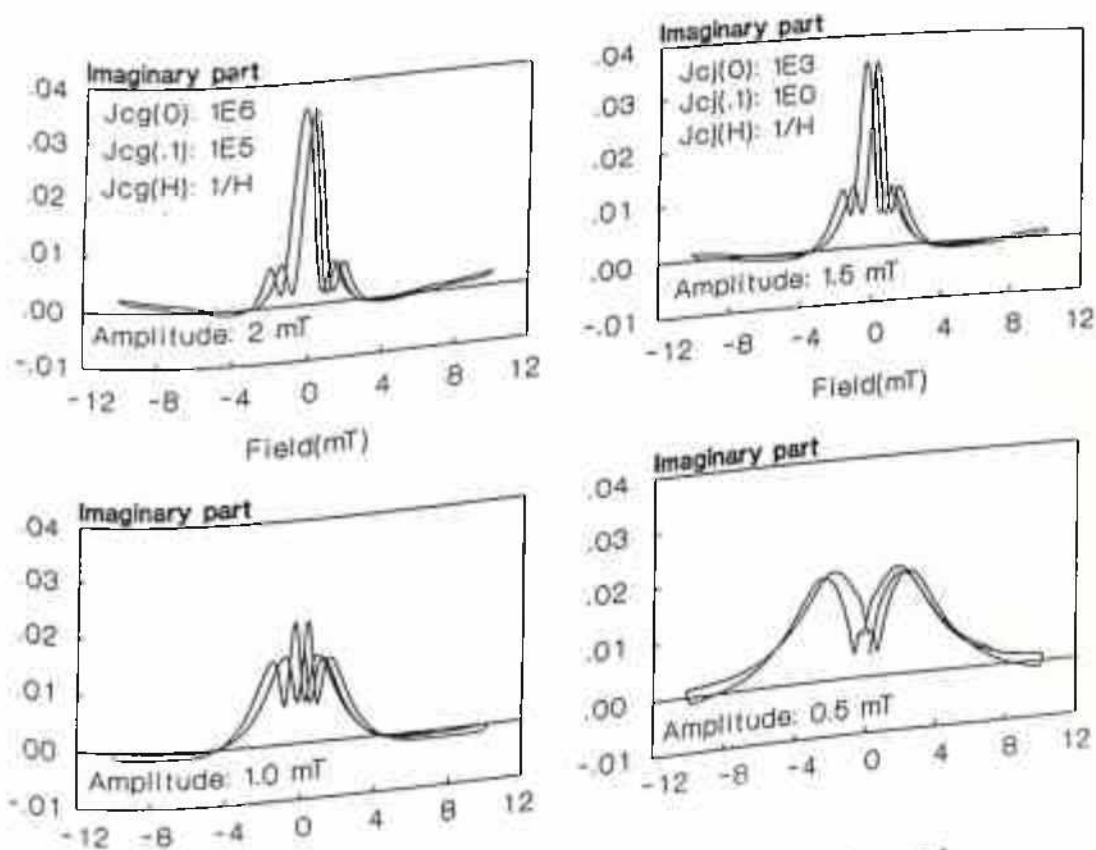 Imaginary part
.04
Jcg(0): 1E6
.03
Jcg(.1): 1E5
.02
Jcg(H): 1/H
.01
.00
Amplitude: 2 mT
-.01
-12 -8 -4 0 4 8 12
Field(mT)
Imaginary part
.04
Jcj(0): 1E3
.03
Jcj(.1): 1E0
Jcj(H): 1/H
.02
.01
.00
Amplitude: 1.5 mT
-.01
-12 -8 -4 0 4 8 12
Field(mT)
Imaginary part
.04
.03
.02
.01
.00
Amplitude: 1.0 mT
-.01
-12 -8 -4 0 4 8 12
Imaginary part
.04
.03
.02
.01
.00
Amplitude: 0.5 mT
-.01
-12 -8 -4 0 4 8 12